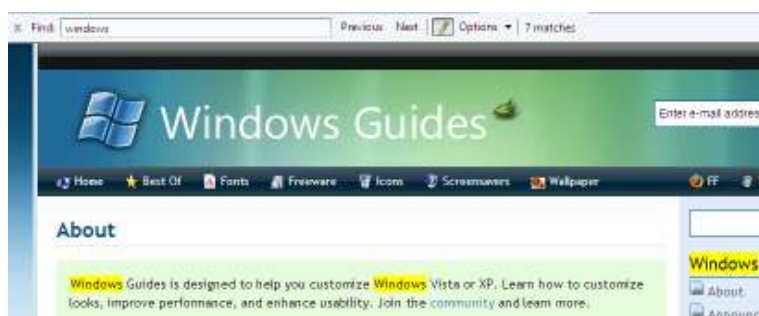 x Find: windows Previous Next Options 7 matches
Windows Guides
Enter e-mail addres
Home Best Of Fonts Freeware Icons Screensavers Wallpaper FF
About
Windows Guides is designed to help you customize Windows Vista or XP. Learn how to customize
looks, improve performance, and enhance usability. Join the community and learn more.
Windows
About
Announc